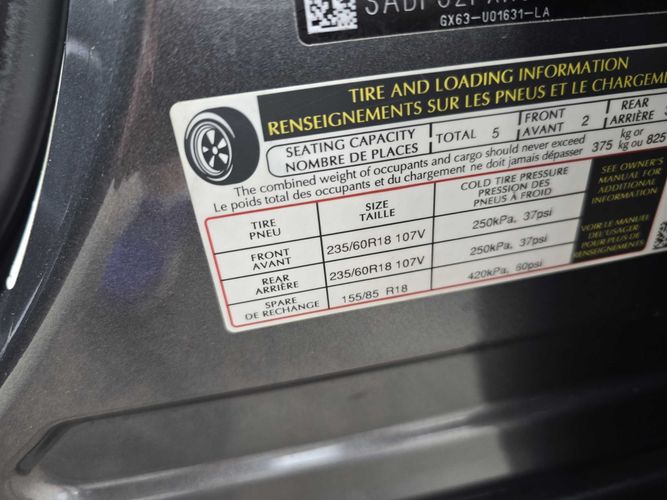 GX63-U01631-LA
TIRE AND LOADING INFORMATION
RENSEIGNEMENTS SUR LES PNEUS ET LE CHARGEME
SEATING CAPACITY
NOMBRE DE PLACES
TOTAL 5
FRONT
AVANT 2
REAR
ARRIÈRE
The combined weight of occupants and cargo should never exceed
Le poids total des occupants et du chargement ne doit jamais dépasser
375 kg or
kg ou 825
TIRE
PNEU
SIZE
TAILLE
COLD TIRE PRESSURE
PRESSION DES
PNEUS À FROID
FRONT
AVANT
235/60R18 107V
250kPa, 37psi
REAR
ARRIÈRE
235/60R18 107V
250kPa, 37psi
SPARE
DE RECHANGE
155/85 R18
420kPa, 60psi
SEE OWNER'S
MANUAL FOR
ADDITIONAL
INFORMATION
VOIR LE MANUEL
DEL'USAGER
POUR PLUS DE
RENSEIGNEMENTS